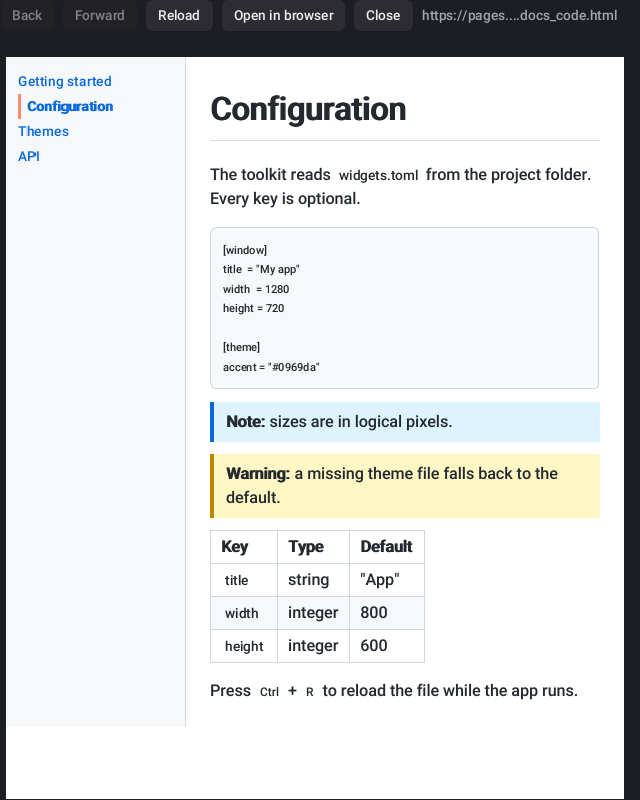 Back Forward Reload Open in browser Close https://pages....docs_code.html
Getting started
Configuration
Themes
API
Configuration
The toolkit reads widgets.toml from the project folder.
Every key is optional.
[window]
title = "My app"
width = 1280
height = 720
[theme]
accent = "#0969da"
Note: sizes are in logical pixels.
Warning: a missing theme file falls back to the
default.
Key Type Default
title string "App"
width integer 800
height integer 600
Press Ctrl + R to reload the file while the app runs.